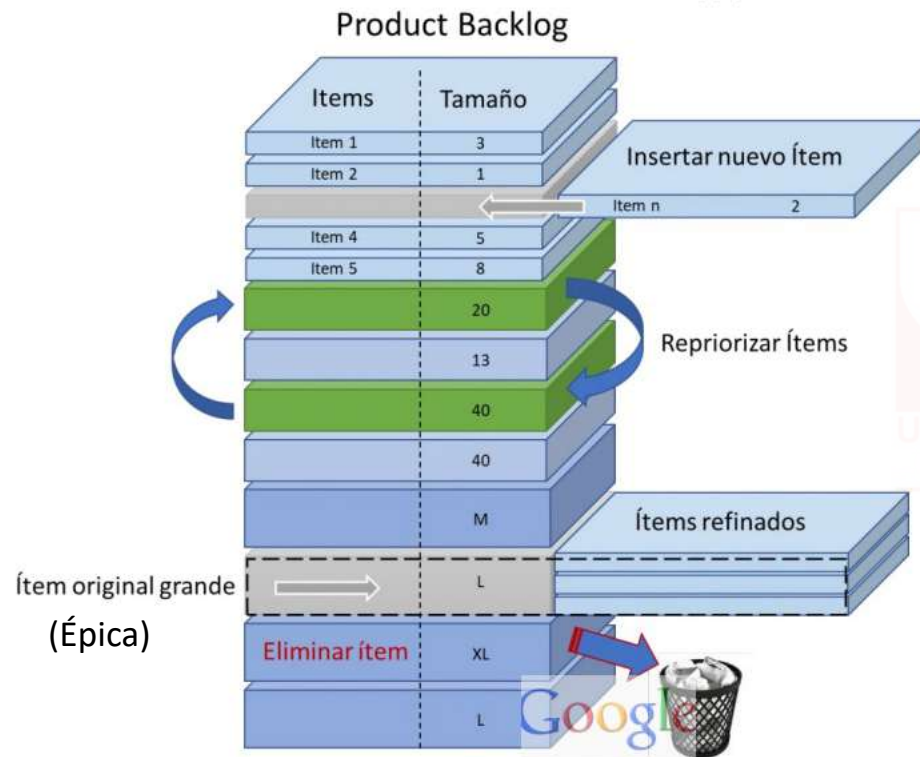 Product Backlog
Items Tamaño
Item 1 3
Item 2 1
Insertar nuevo Ítem
Item n 2
Item 4 5
Item 5 8
20
13
Repriorizar Ítems
40
40
M
Ítems refinados
Ítem original grande
(Épica)
L
Eliminar ítem XL
L
Google